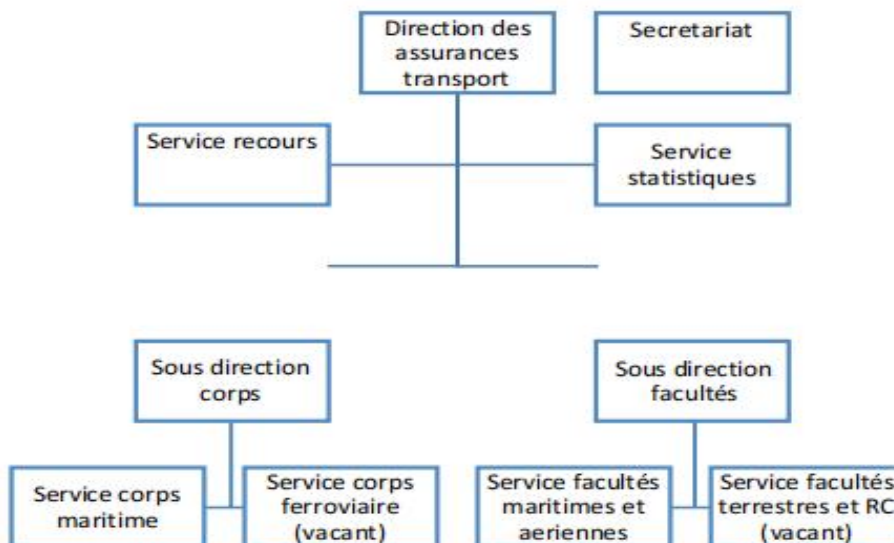 Direction des
assurances
transport
Secretariat
Service recours
Service
statistiques
Sous direction
corps
Sous direction
facultés
Service corps
maritime
Service corps
ferroviaire
(vacant)
Service facultés
maritimes et
aeriennes
Service facultés
terrestres et RC
(vacant)